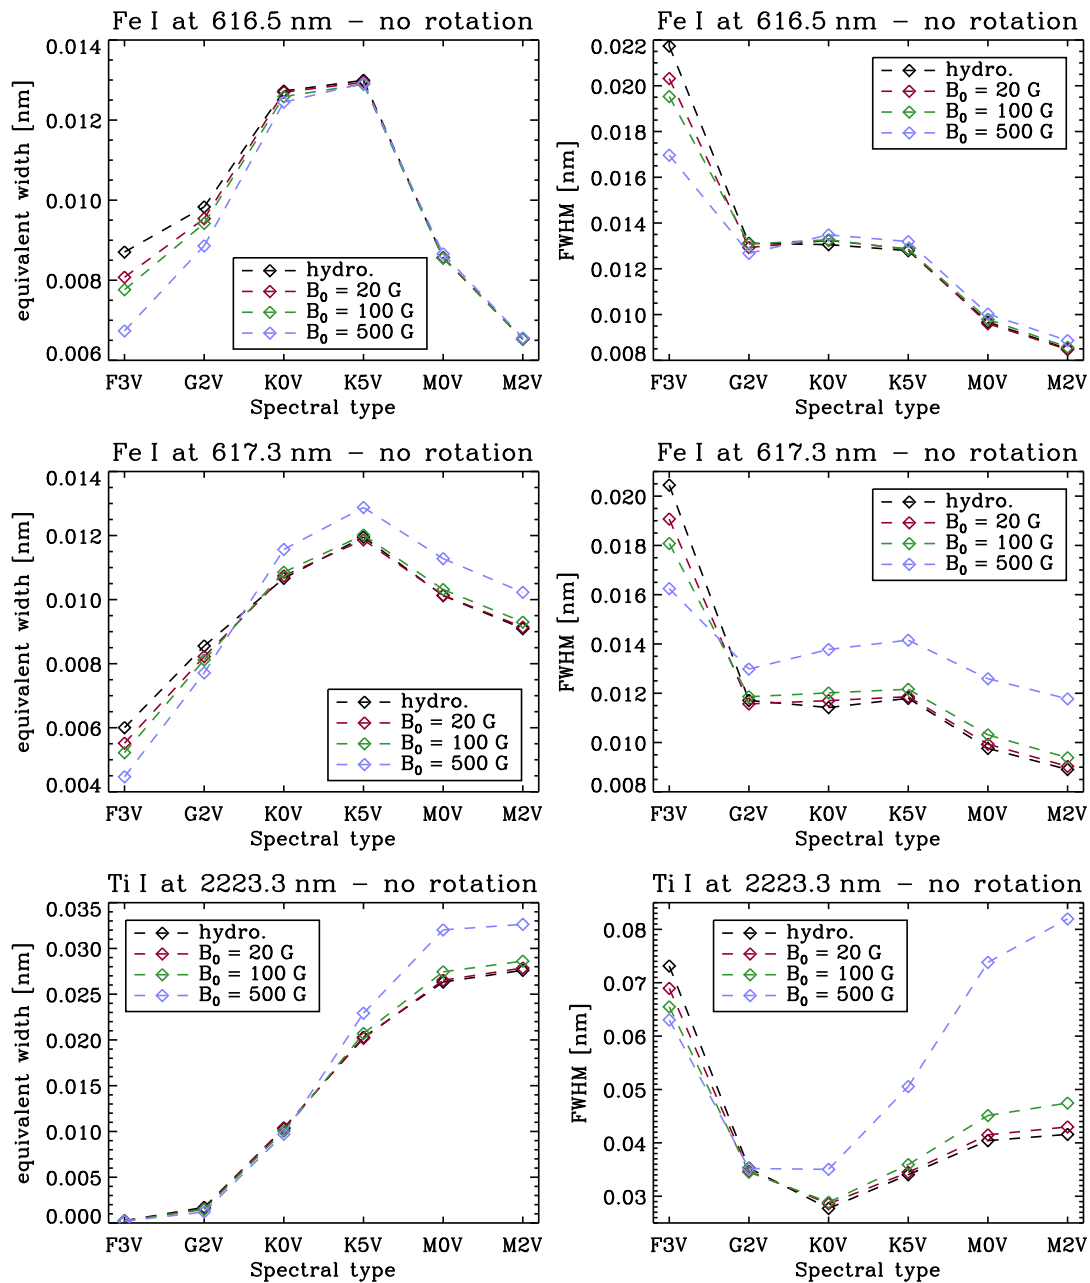 Fe I at 616.5 nm − no rotation
equivalent width [nm]
0.014
0.012
0.010
0.008
0.006
hydro.
B₀ = 20 G
B₀ = 100 G
B₀ = 500 G
F3V G2V K0V K5V M0V M2V
Spectral type
Fe I at 616.5 nm − no rotation
FWHM [nm]
0.022
0.020
0.018
0.016
0.014
0.012
0.010
0.008
hydro.
B₀ = 20 G
B₀ = 100 G
B₀ = 500 G
F3V G2V K0V K5V M0V M2V
Spectral type
Fe I at 617.3 nm − no rotation
equivalent width [nm]
0.014
0.012
0.010
0.008
0.006
0.004
hydro.
B₀ = 20 G
B₀ = 100 G
B₀ = 500 G
F3V G2V K0V K5V M0V M2V
Spectral type
Fe I at 617.3 nm − no rotation
FWHM [nm]
0.020
0.018
0.016
0.014
0.012
0.010
0.008
hydro.
B₀ = 20 G
B₀ = 100 G
B₀ = 500 G
F3V G2V K0V K5V M0V M2V
Spectral type
Ti I at 2223.3 nm − no rotation
equivalent width [nm]
0.035
0.030
0.025
0.020
0.015
0.010
0.005
0.000
hydro.
B₀ = 20 G
B₀ = 100 G
B₀ = 500 G
F3V G2V K0V K5V M0V M2V
Spectral type
Ti I at 2223.3 nm − no rotation
FWHM [nm]
0.08
0.07
0.06
0.05
0.04
0.03
hydro.
B₀ = 20 G
B₀ = 100 G
B₀ = 500 G
F3V G2V K0V K5V M0V M2V
Spectral type